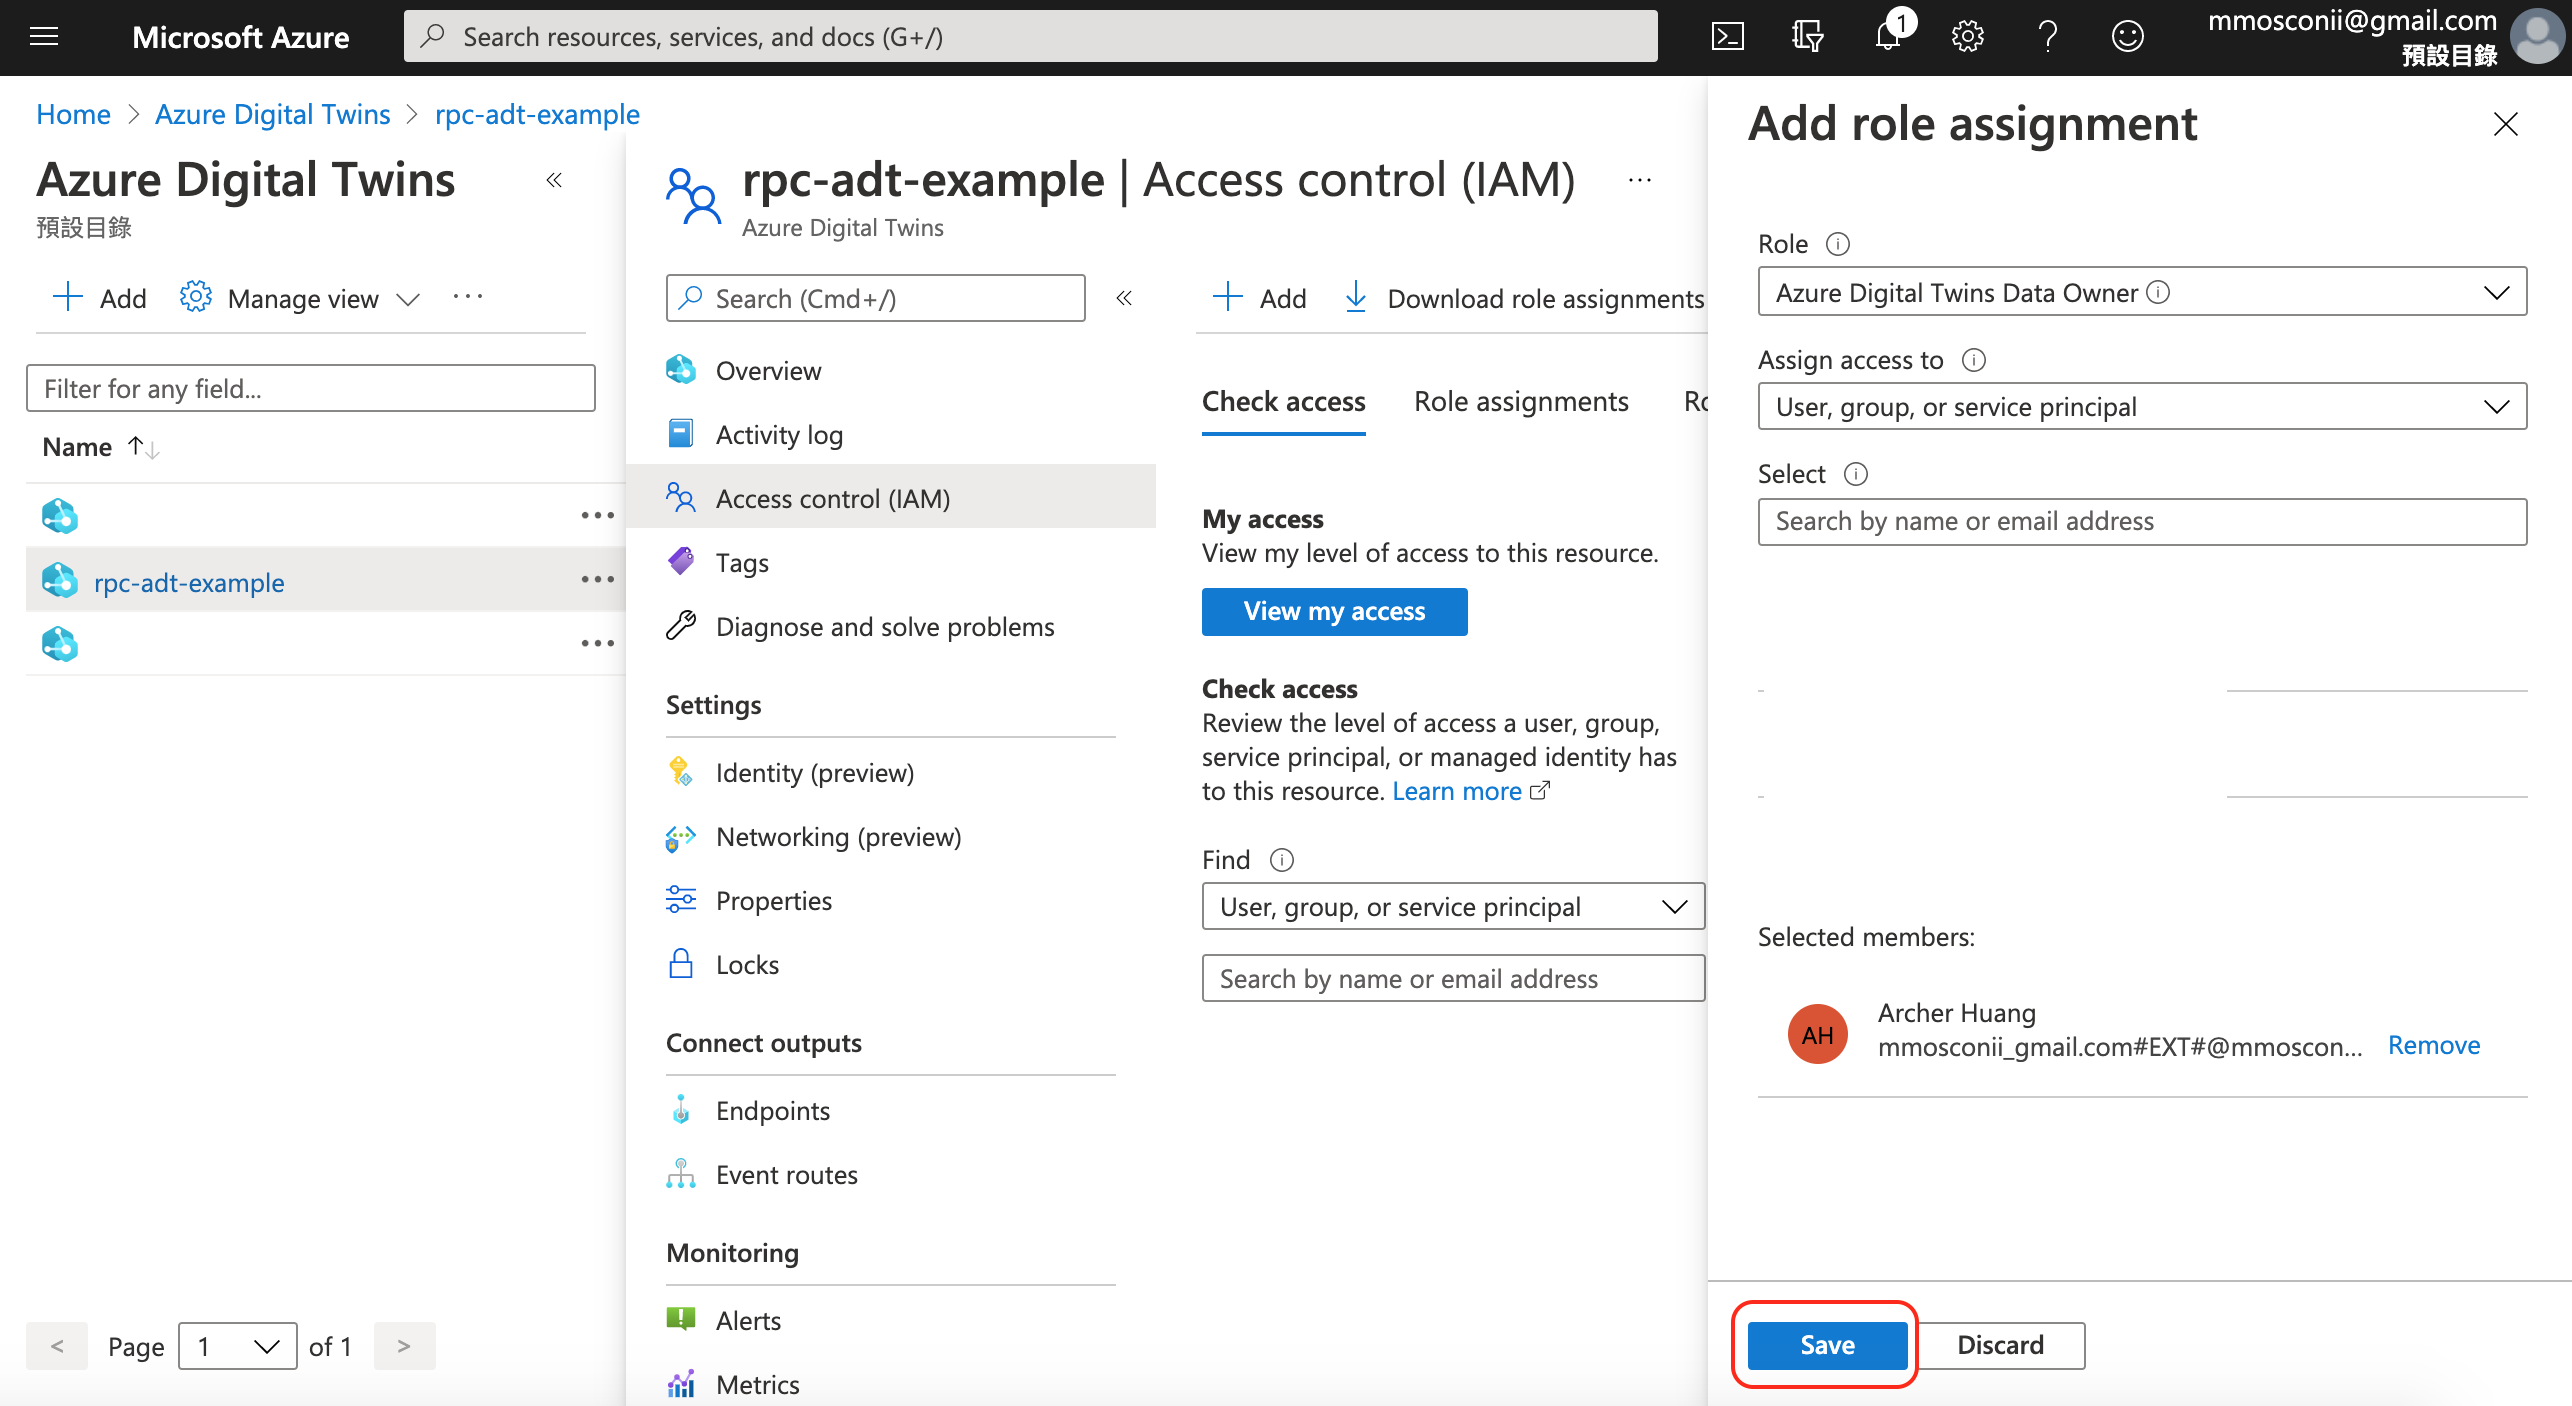 Microsoft Azure
Search resources, services, and docs (G+/)
1
mmosconii@gmail.com
預設目錄
Home > Azure Digital Twins > rpc-adt-example
Azure Digital Twins
預設目錄
Add
Manage view
Filter for any field...
Name
rpc-adt-example
< Page 1 of 1 >
rpc-adt-example | Access control (IAM)
Azure Digital Twins
Search (Cmd+/)
Overview
Activity log
Access control (IAM)
Tags
Diagnose and solve problems
Settings
Identity (preview)
Networking (preview)
Properties
Locks
Connect outputs
Endpoints
Event routes
Monitoring
Alerts
Metrics
Add
Download role assignments
Check access
Role assignments
Ro
My access
View my level of access to this resource.
View my access
Check access
Review the level of access a user, group,
service principal, or managed identity has
to this resource. Learn more
Find
User, group, or service principal
Search by name or email address
Add role assignment
Role
Azure Digital Twins Data Owner
Assign access to
User, group, or service principal
Select
Search by name or email address
Selected members:
AH
Archer Huang
mmosconii_gmail.com#EXT#@mmoscon...
Remove
Save
Discard